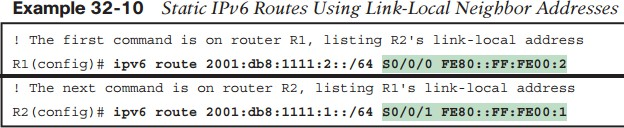 Example 32-10 Static IPv6 Routes Using Link-Local Neighbor Addresses
! The first command is on router R1, listing R2's link-local address
R1(config)# ipv6 route 2001:db8:1111:2::/64 S0/0/0 FE80::FF:FE00:2
! The next command is on router R2, listing R1's link-local address
R2(config)# ipv6 route 2001:db8:1111:1::/64 S0/0/1 FE80::FF:FE00:1